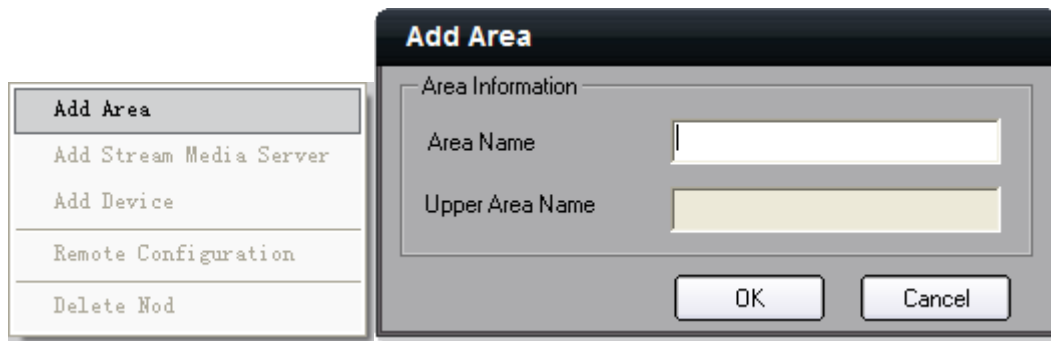 Add Area
Add Stream Media Server
Add Device
Remote Configuration
Delete Nod
Add Area
Area Information
Area Name
Upper Area Name
OK
Cancel